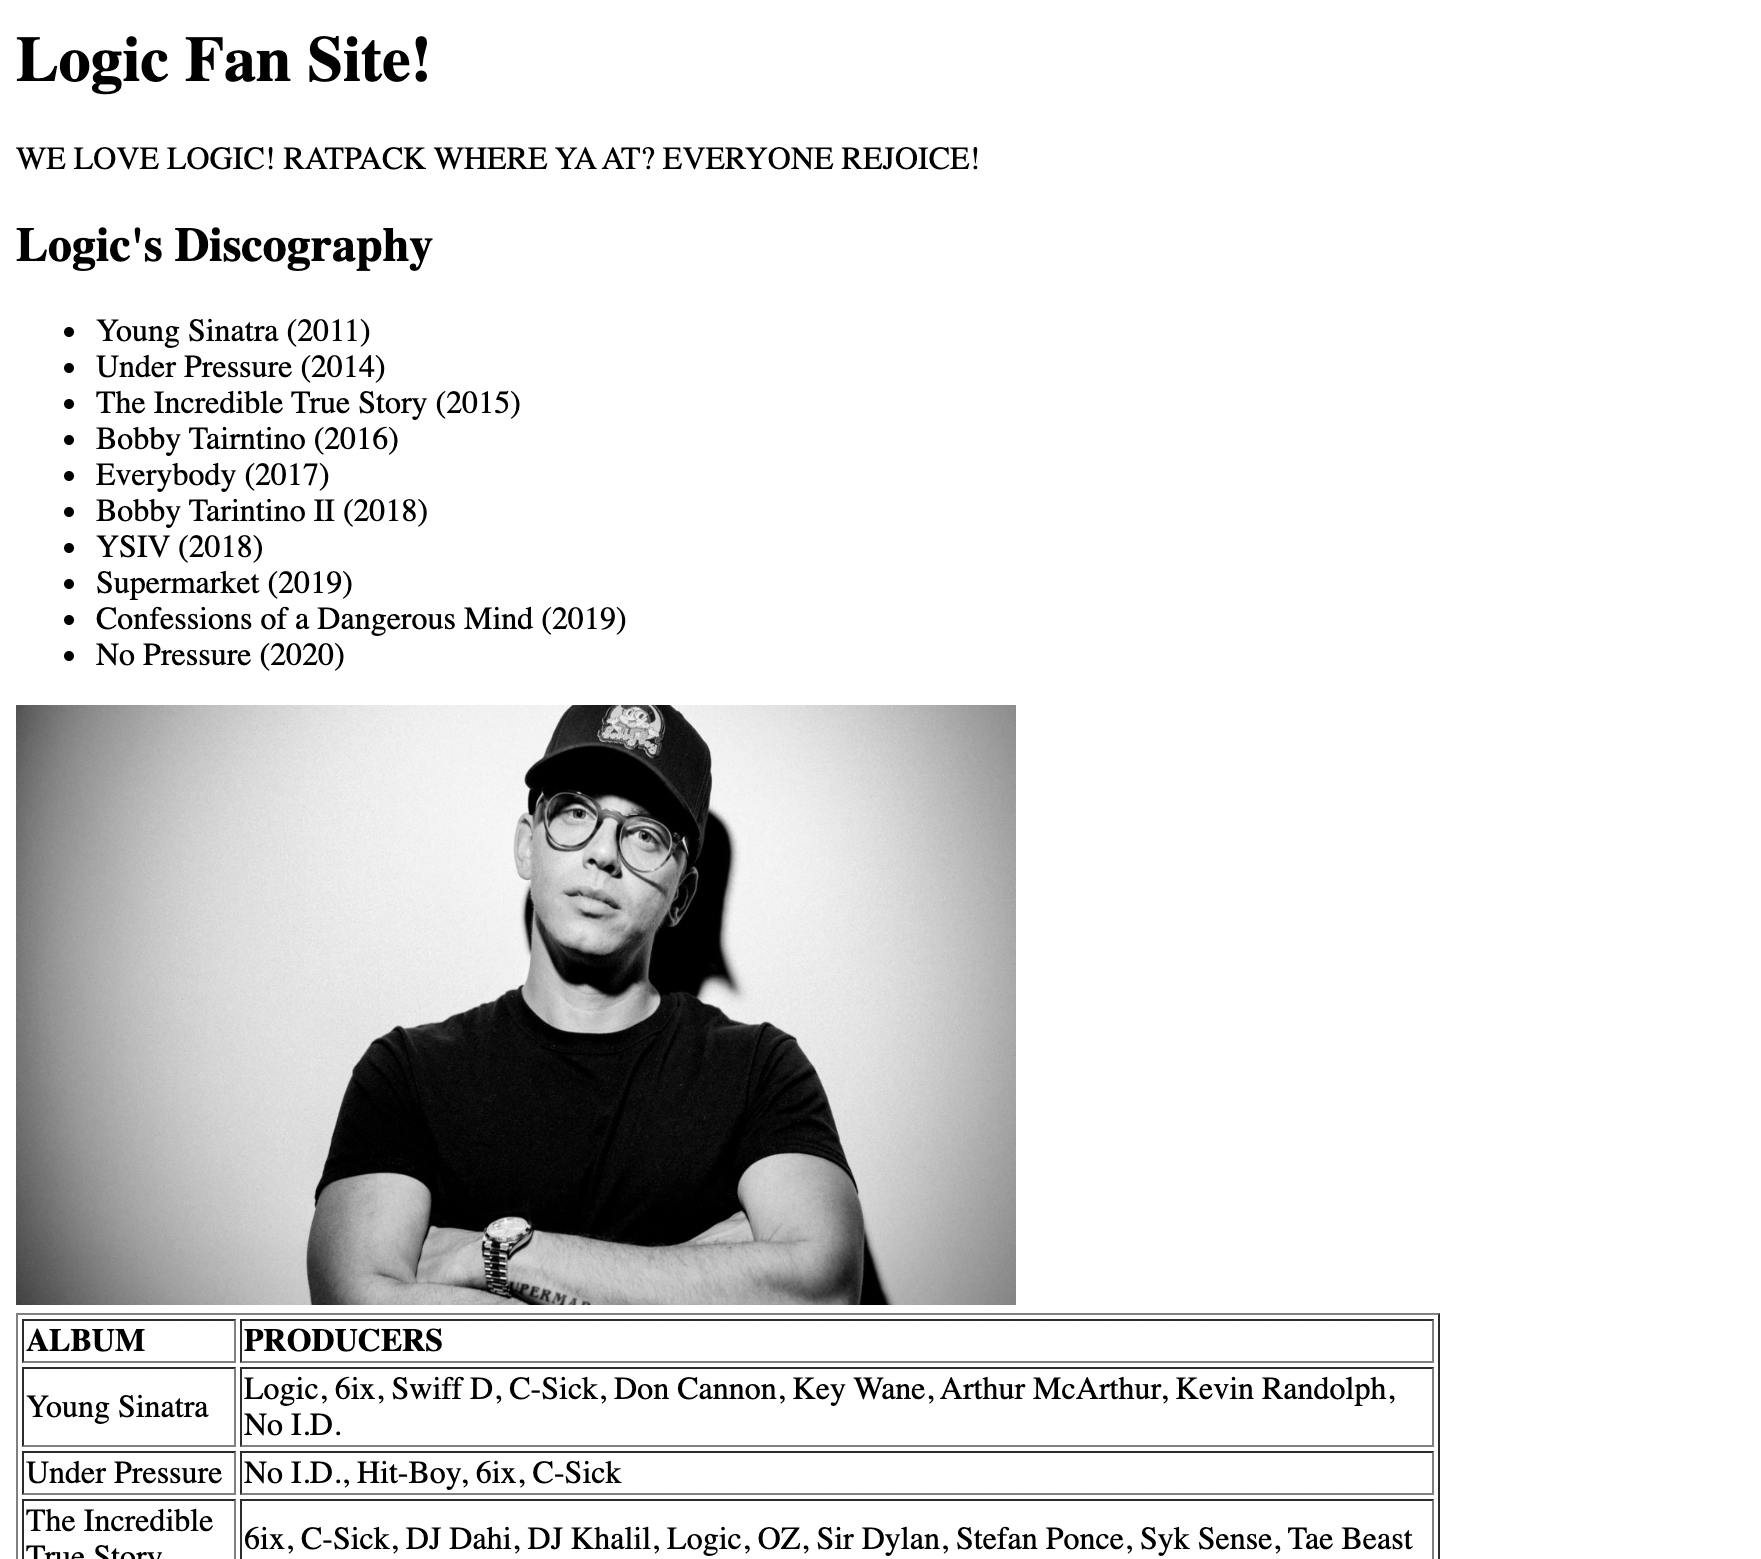 Logic Fan Site!
WE LOVE LOGIC! RATPACK WHERE YA AT? EVERYONE REJOICE!
Logic's Discography
Young Sinatra (2011)
Under Pressure (2014)
The Incredible True Story (2015)
Bobby Tairntino (2016)
Everybody (2017)
Bobby Tarintino II (2018)
YSIV (2018)
Supermarket (2019)
Confessions of a Dangerous Mind (2019)
No Pressure (2020)
ALBUM
PRODUCERS
Young Sinatra
Logic, 6ix, Swiff D, C-Sick, Don Cannon, Key Wane, Arthur McArthur, Kevin Randolph,
No I.D.
Under Pressure
No I.D., Hit-Boy, 6ix, C-Sick
The Incredible
True Story
6ix, C-Sick, DJ Dahi, DJ Khalil, Logic, OZ, Sir Dylan, Stefan Ponce, Syk Sense, Tae Beast